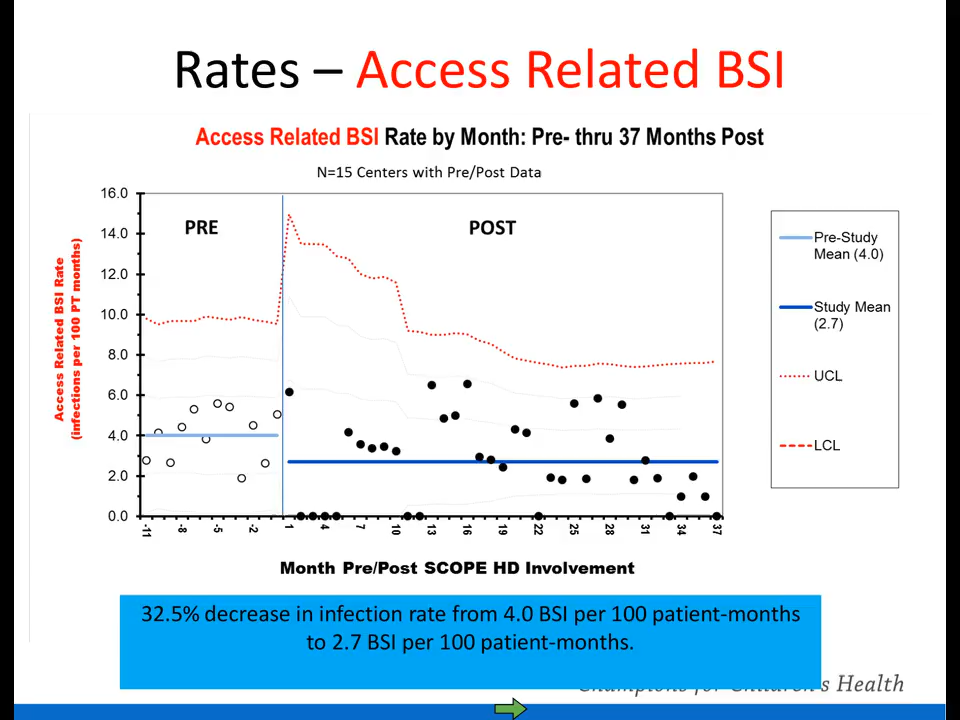 Rates – Access Related BSI
Access Related BSI Rate by Month: Pre- thru 37 Months Post
N=15 Centers with Pre/Post Data
16.0
14.0
12.0
10.0
8.0
6.0
4.0
2.0
0.0
Access Related BSI Rate
(infections per 100 PT months)
PRE
POST
-11
-8
-5
-2
1
4
7
10
13
16
19
22
25
28
31
34
37
Month Pre/Post SCOPE HD Involvement
Pre-Study
Mean (4.0)
Study Mean
(2.7)
UCL
LCL
32.5% decrease in infection rate from 4.0 BSI per 100 patient-months
to 2.7 BSI per 100 patient-months.
Champions for Children's Health